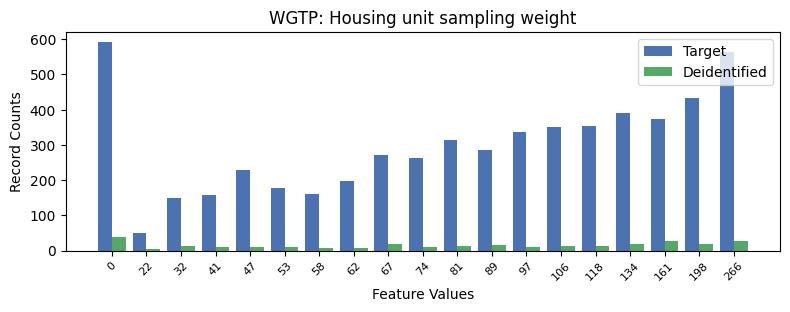 WGTP: Housing unit sampling weight
Record Counts
600
500
400
300
200
100
0
Target
Deidentified
0 22 32 41 47 53 58 62 67 74 81 89 97 106 118 134 161 198 266
Feature Values